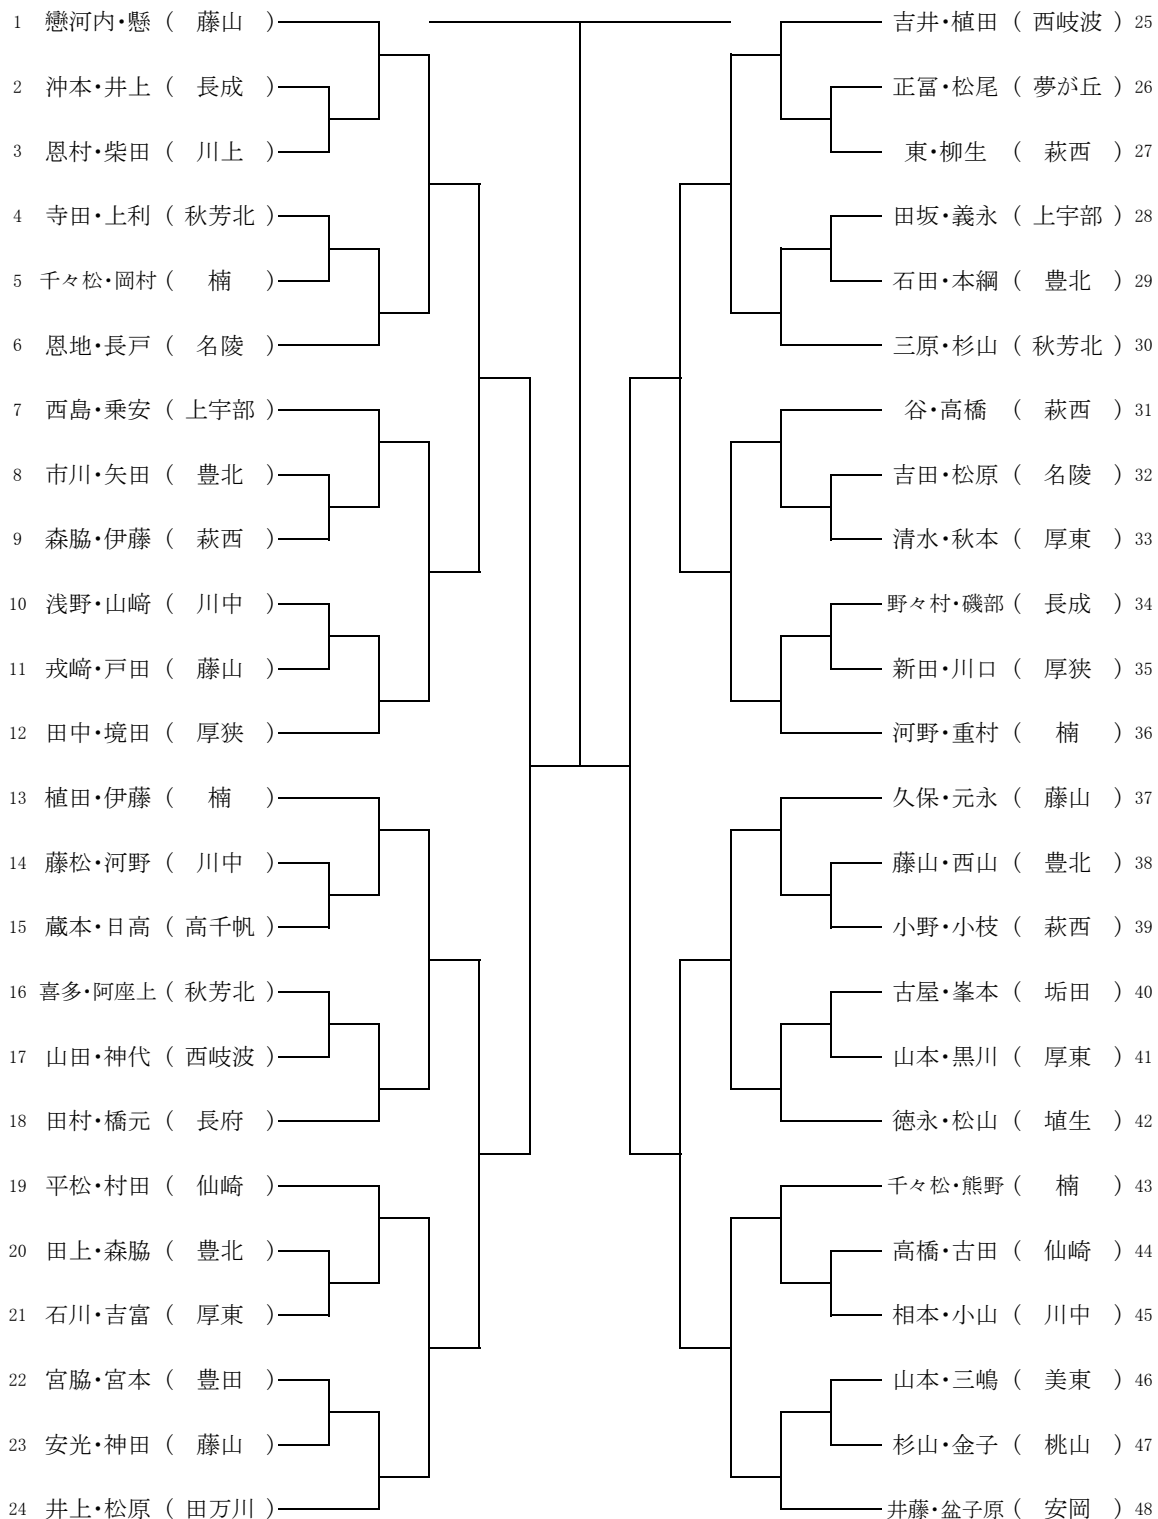 1 戀河内・懸 ( 藤山 )
2 沖本・井上 ( 長成 )
3 恩村・柴田 ( 川上 )
4 寺田・上利 ( 秋芳北 )
5 千々松・岡村 ( 楠 )
6 恩地・長戸 ( 名陵 )
7 西島・乗安 ( 上宇部 )
8 市川・矢田 ( 豊北 )
9 森脇・伊藤 ( 萩西 )
10 浅野・山﨑 ( 川中 )
11 戎﨑・戸田 ( 藤山 )
12 田中・境田 ( 厚狭 )
13 植田・伊藤 ( 楠 )
14 藤松・河野 ( 川中 )
15 蔵本・日高 ( 高千帆 )
16 喜多・阿座上 ( 秋芳北 )
17 山田・神代 ( 西岐波 )
18 田村・橋元 ( 長府 )
19 平松・村田 ( 仙崎 )
20 田上・森脇 ( 豊北 )
21 石川・吉富 ( 厚東 )
22 宮脇・宮本 ( 豊田 )
23 安光・神田 ( 藤山 )
24 井上・松原 ( 田万川 )
吉井・植田 ( 西岐波 ) 25
正冨・松尾 ( 夢が丘 ) 26
東・柳生 ( 萩西 ) 27
田坂・義永 ( 上宇部 ) 28
石田・本綱 ( 豊北 ) 29
三原・杉山 ( 秋芳北 ) 30
谷・高橋 ( 萩西 ) 31
吉田・松原 ( 名陵 ) 32
清水・秋本 ( 厚東 ) 33
野々村・磯部 ( 長成 ) 34
新田・川口 ( 厚狭 ) 35
河野・重村 ( 楠 ) 36
久保・元永 ( 藤山 ) 37
藤山・西山 ( 豊北 ) 38
小野・小枝 ( 萩西 ) 39
古屋・峯本 ( 垢田 ) 40
山本・黒川 ( 厚東 ) 41
徳永・松山 ( 埴生 ) 42
千々松・熊野 ( 楠 ) 43
高橋・古田 ( 仙崎 ) 44
相本・小山 ( 川中 ) 45
山本・三嶋 ( 美東 ) 46
杉山・金子 ( 桃山 ) 47
井藤・盆子原 ( 安岡 ) 48